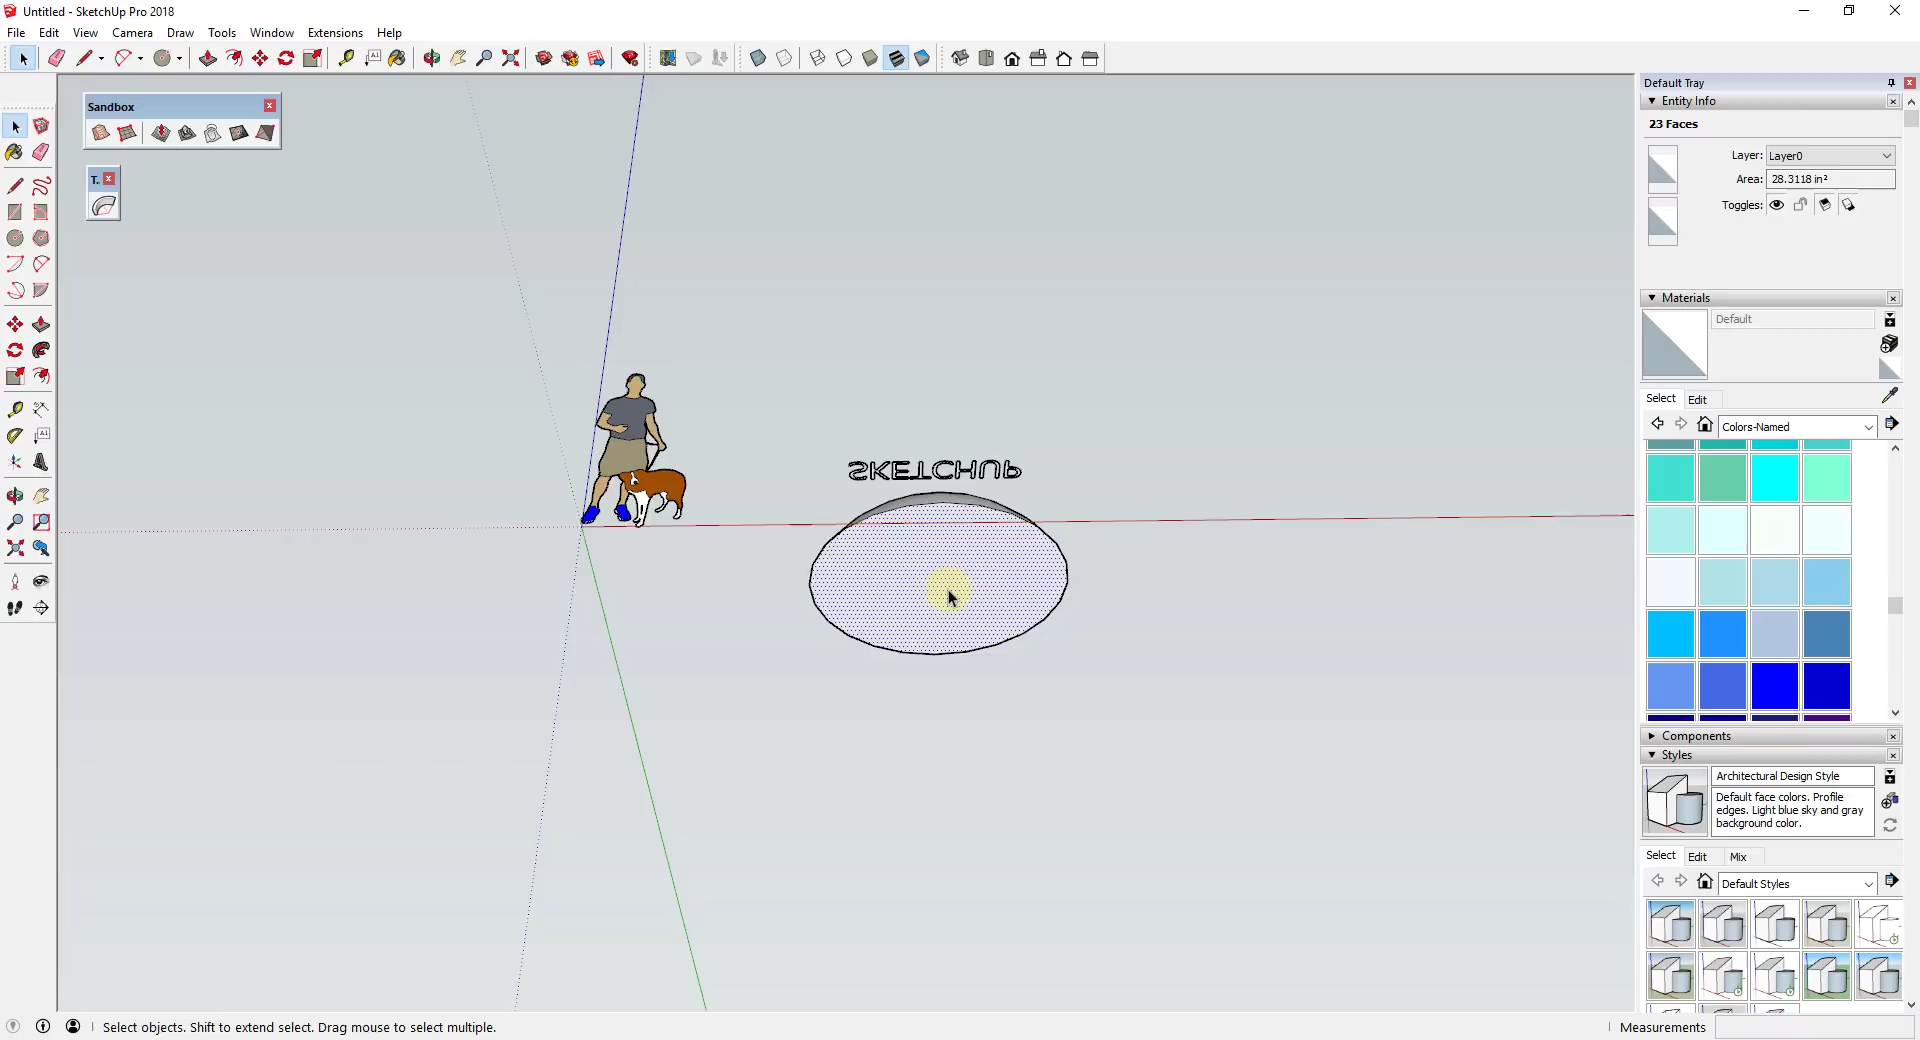 Untitled - SketchUp Pro 2018
File Edit View Camera Draw Tools Window Extensions Help
Sandbox
T.
SKETCHUP
Default Tray
Entity Info
23 Faces
Layer: Layer0
Area: 28.3118 in²
Toggles:
Materials
Default
Select Edit
Colors-Named
Components
Styles
Architectural Design Style
Default face colors. Profile
edges. Light blue sky and gray
background color.
Select Edit Mix
Default Styles
Select objects. Shift to extend select. Drag mouse to select multiple.
Measurements